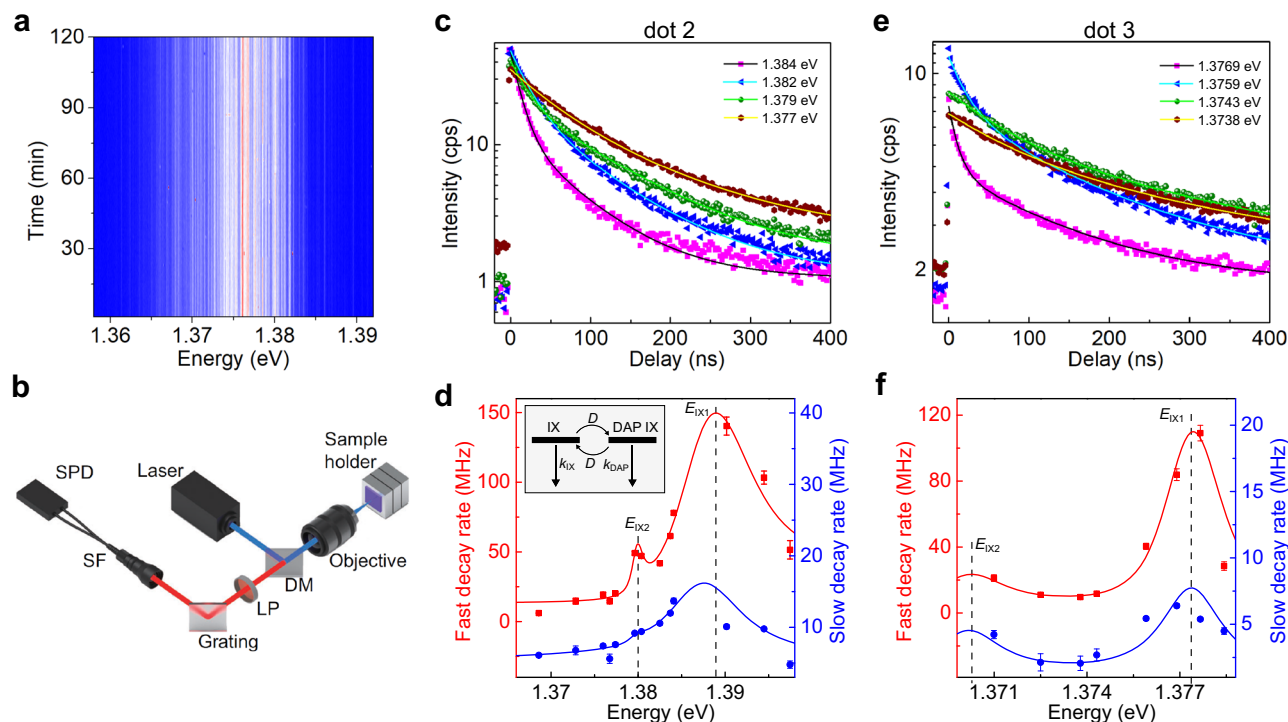 a
120
90
60
30
Time (min)
1.36
1.37
1.38
1.39
Energy (eV)
b
SPD
Laser
Sample
holder
SF
Objective
DM
LP
Grating
c
dot 2
1.384 eV
1.382 eV
1.379 eV
1.377 eV
10
1
Intensity (cps)
0
100
200
300
400
Delay (ns)
d
IX
D
DAP IX
D
kIX
kDAP
EIX1
EIX2
150
100
50
0
Fast decay rate (MHz)
40
30
20
10
Slow decay rate (MHz)
1.37
1.38
1.39
Energy (eV)
e
dot 3
1.3769 eV
1.3759 eV
1.3743 eV
1.3738 eV
10
2
Intensity (cps)
0
100
200
300
400
Delay (ns)
f
EIX1
EIX2
120
80
40
0
Fast decay rate (MHz)
20
15
10
5
Slow decay rate (MHz)
1.371
1.374
1.377
Energy (eV)